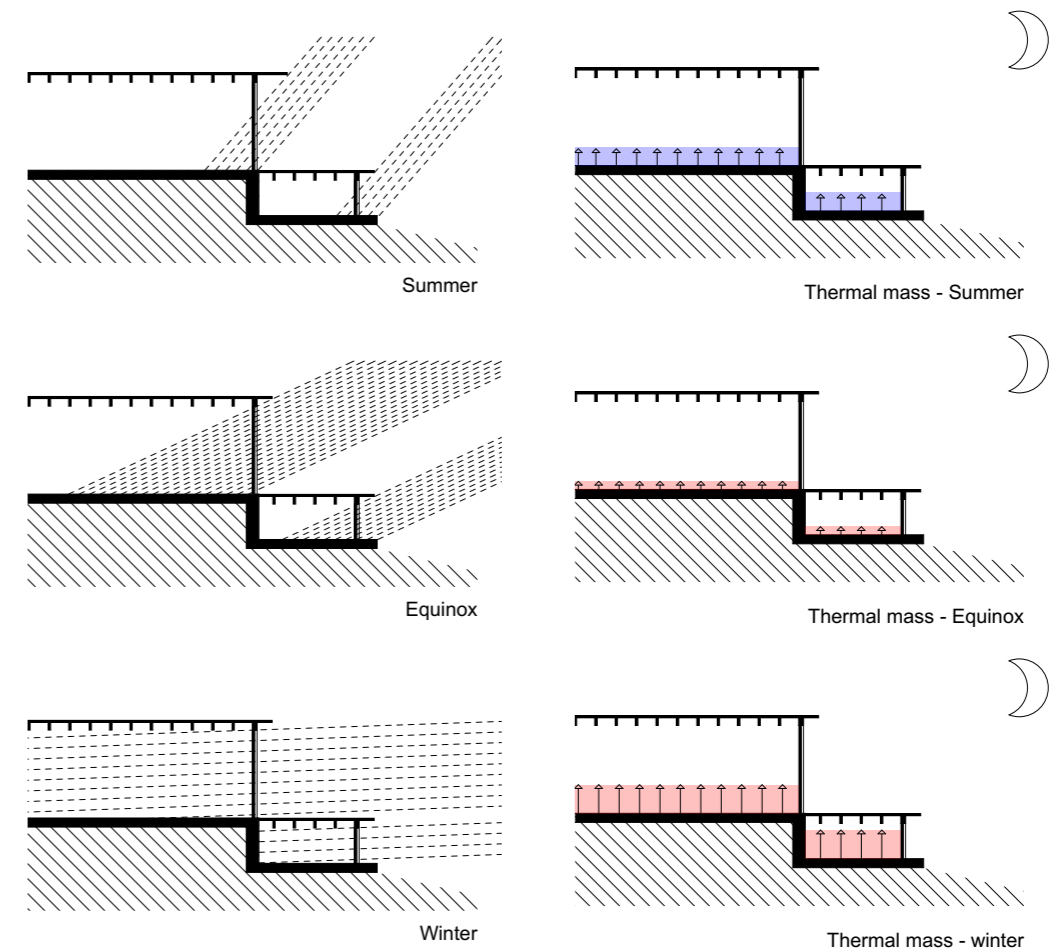 Summer
Thermal mass - Summer
Equinox
Thermal mass - Equinox
Winter
Thermal mass - winter